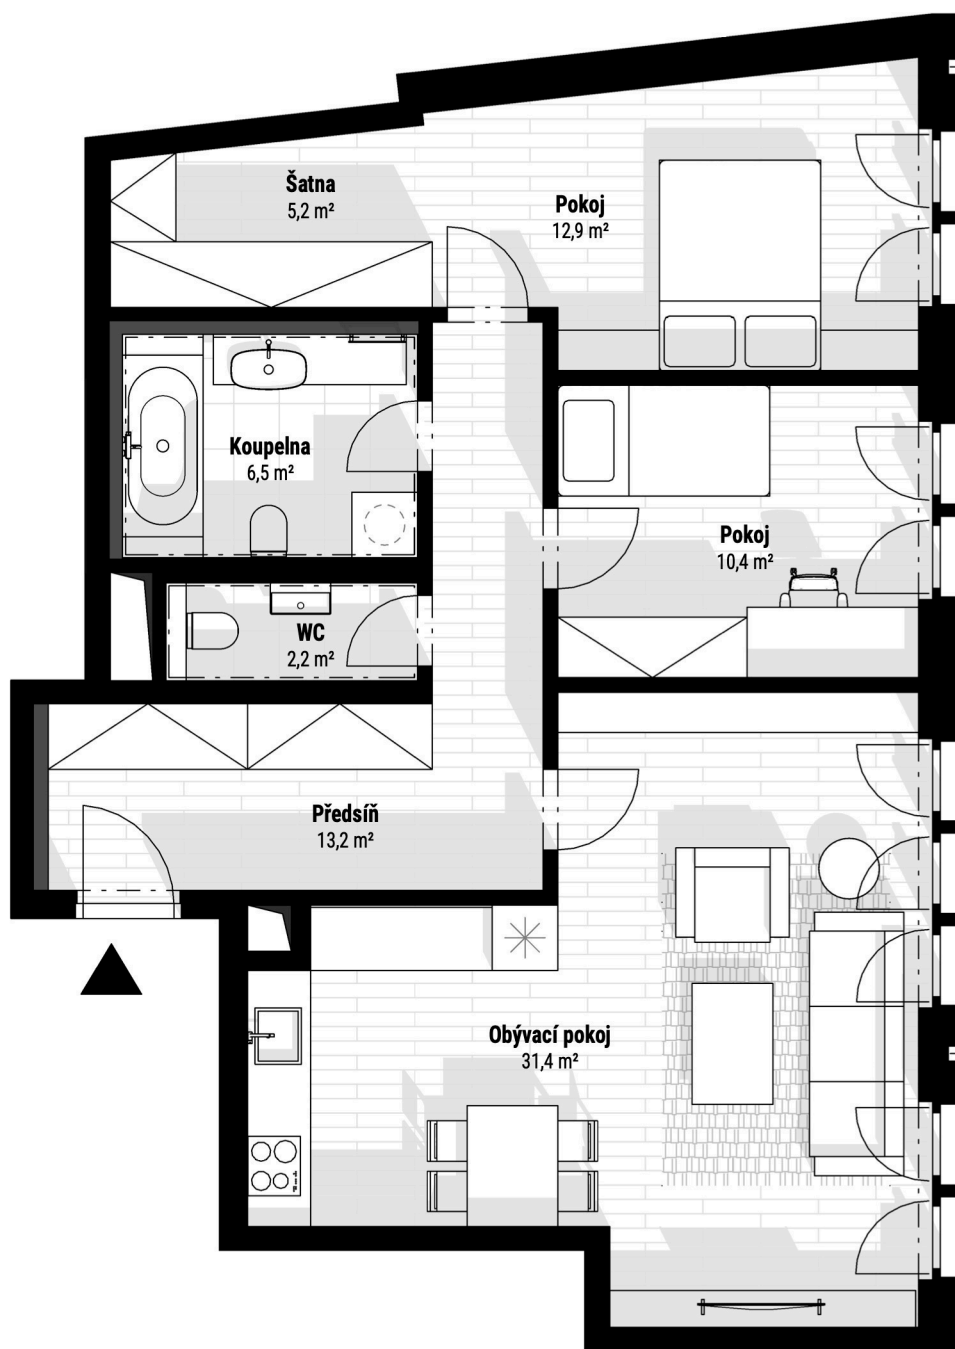 Šatna
5,2 m²
Pokoj
12,9 m²
Koupelna
6,5 m²
Pokoj
10,4 m²
WC
2,2 m²
Předsíň
13,2 m²
Obývací pokoj
31,4 m²